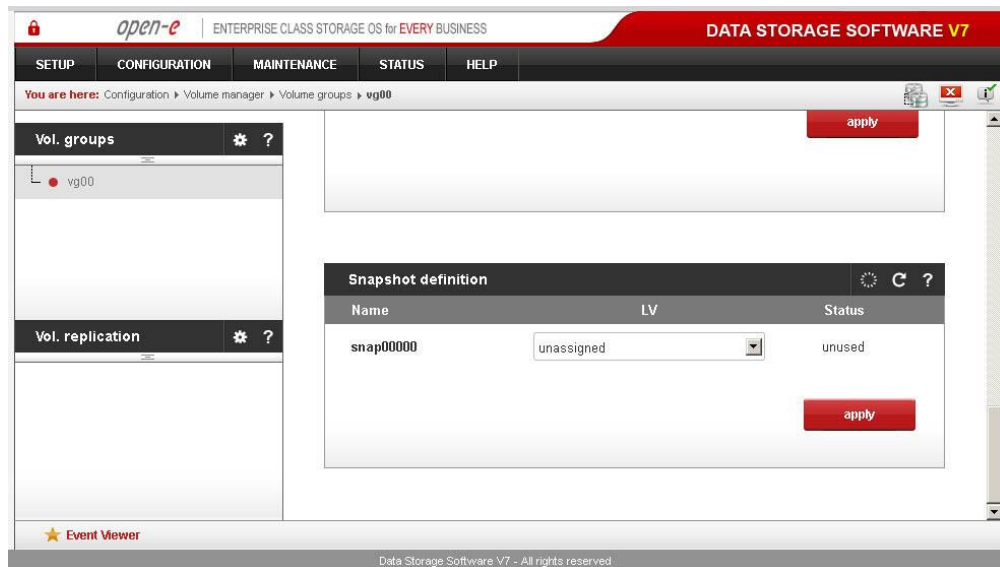 open-e ENTERPRISE CLASS STORAGE OS for EVERY BUSINESS DATA STORAGE SOFTWARE V7
SETUP CONFIGURATION MAINTENANCE STATUS HELP
You are here: Configuration Volume manager Volume groups vg00
Vol. groups ?
vg00
apply
Snapshot definition ?
Name LV Status
snap00000 unassigned unused
apply
Vol. replication ?
Event Viewer
Data Storage Software V7 - All rights reserved